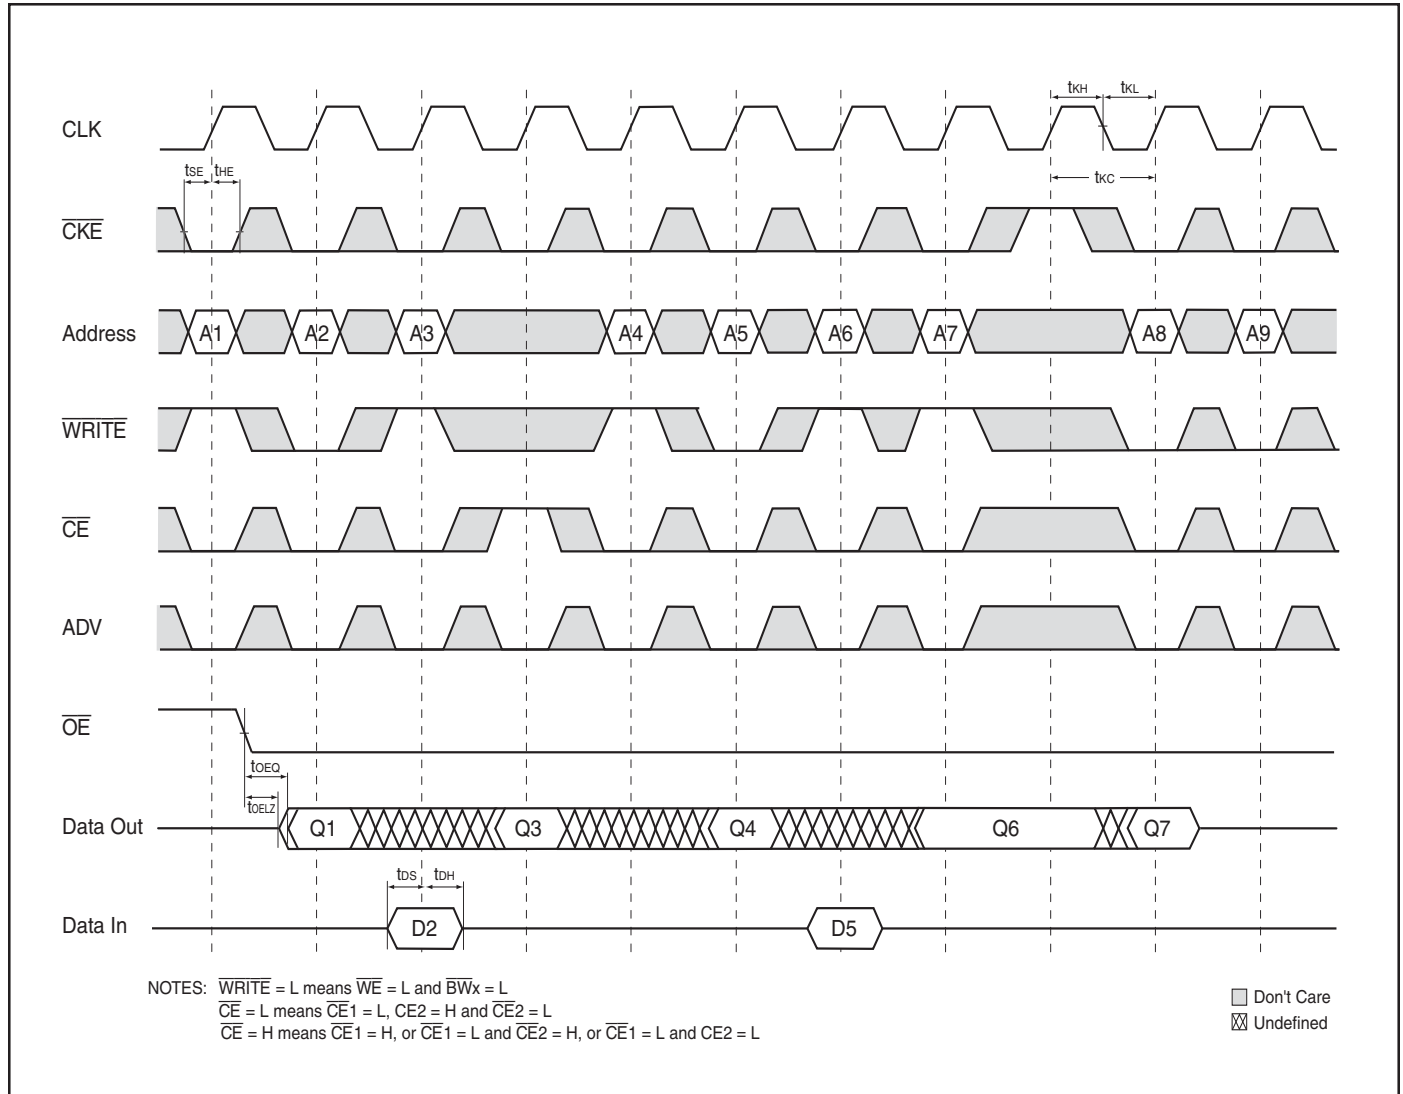 tKH tKL
CLK
tSE tHE
tKC
CKE
Address A1 A2 A3 A4 A5 A6 A7 A8 A9
WRITE
CE
ADV
OE
tOEQ
tOELZ
Data Out Q1 Q3 Q4 Q6 Q7
tDS tDH
Data In D2 D5
NOTES: WRITE = L means WE = L and BWx = L
CE = L means CE1 = L, CE2 = H and CE2 = L
CE = H means CE1 = H, or CE1 = L and CE2 = H, or CE1 = L and CE2 = L
Don't Care
Undefined